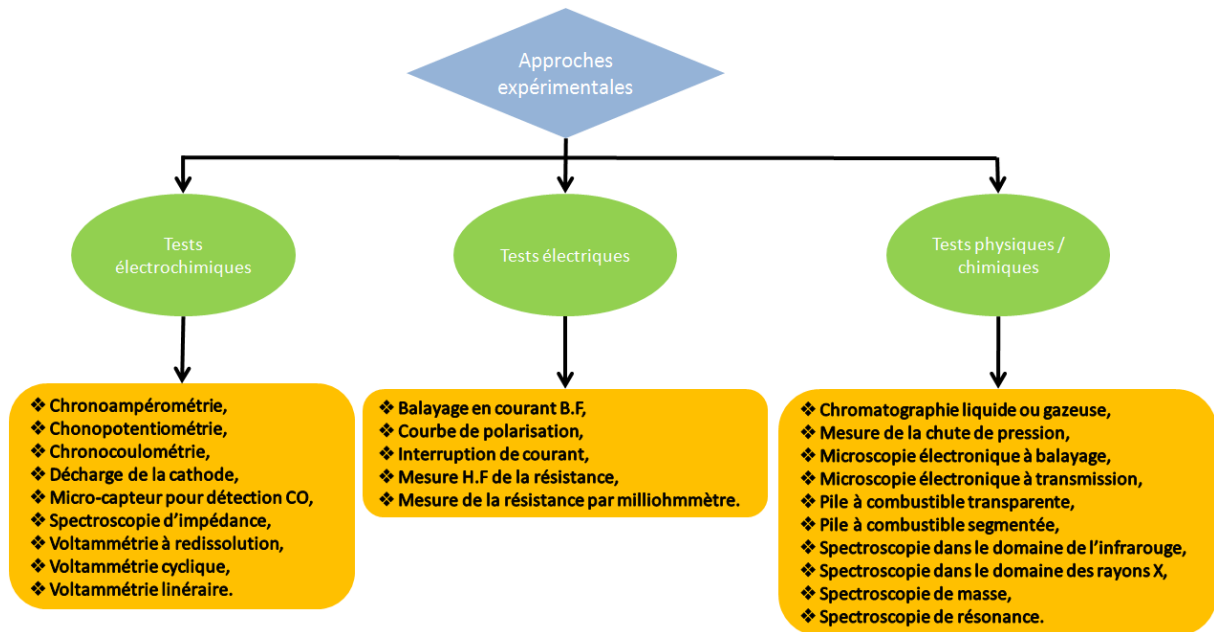 Approches
expérimentales
Tests
électrochimiques
Tests électriques
Tests physiques /
chimiques
❖ Chronoampérométrie,
❖ Chonopotentiométrie,
❖ Chronocoulométrie,
❖ Décharge de la cathode,
❖ Micro-capteur pour détection CO,
❖ Spectroscopie d’impédance,
❖ Voltammétrie à redissolution,
❖ Voltammétrie cyclique,
❖ Voltammétrie linéraire.
❖ Balayage en courant B.F,
❖ Courbe de polarisation,
❖ Interruption de courant,
❖ Mesure H.F de la résistance,
❖ Mesure de la résistance par milliohmmètre.
❖ Chromatographie liquide ou gazeuse,
❖ Mesure de la chute de pression,
❖ Microscopie électronique à balayage,
❖ Microscopie électronique à transmission,
❖ Pile à combustible transparente,
❖ Pile à combustible segmentée,
❖ Spectroscopie dans le domaine de l’infrarouge,
❖ Spectroscopie dans le domaine des rayons X,
❖ Spectroscopie de masse,
❖ Spectroscopie de résonance.